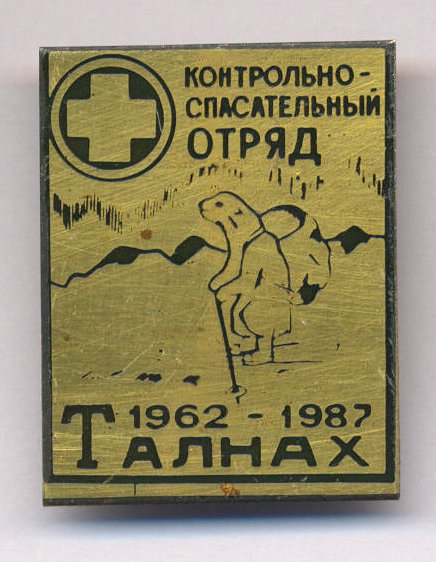 КОНТРОЛЬНО-
СПАСАТЕЛЬНЫЙ
ОТРЯД
1962 - 1987
ТАЛНАХ